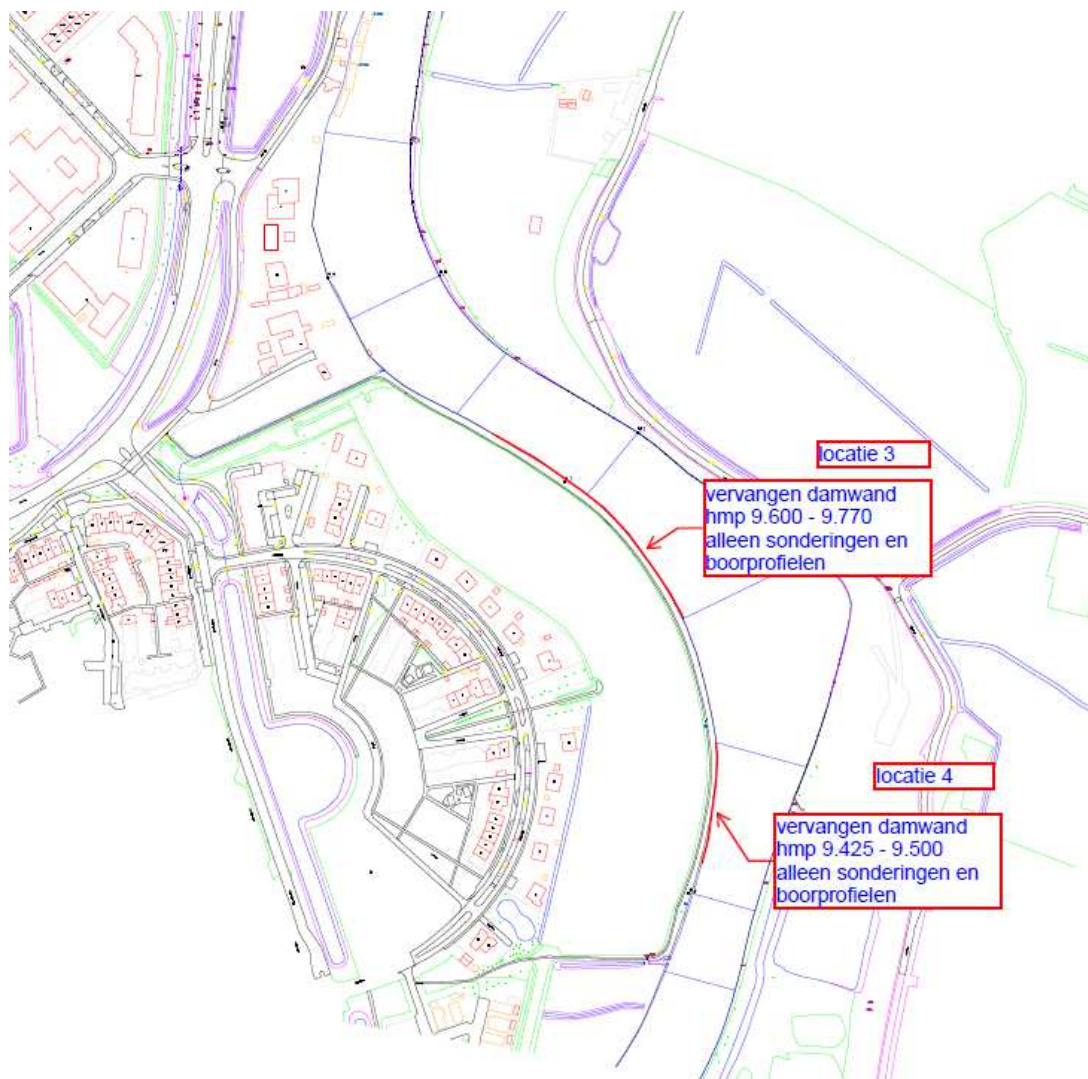 locatie 3
vervangen damwand
hmp 9.600 - 9.770
alleen sonderingen en
boorprofielen
locatie 4
vervangen damwand
hmp 9.425 - 9.500
alleen sonderingen en
boorprofielen